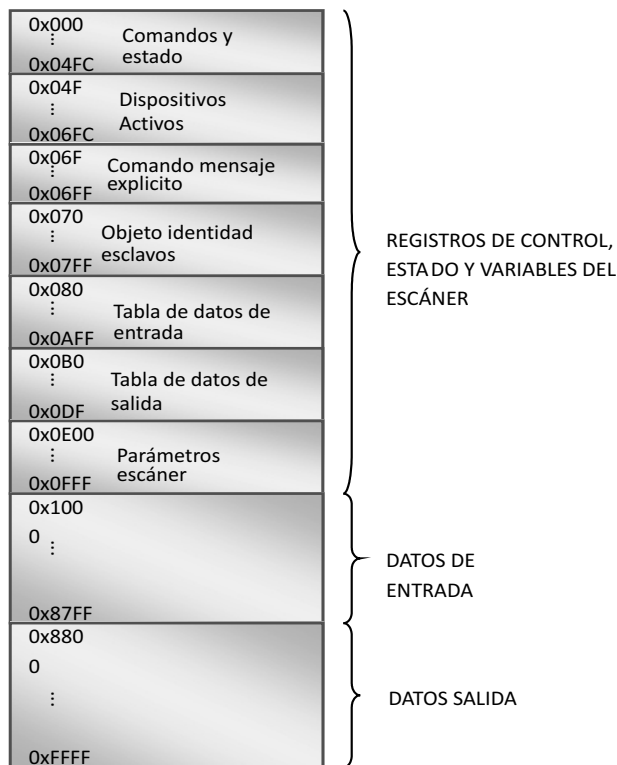 0x000
⋮
0x04FC
Comandos y
estado
0x04F
⋮
0x06FC
Dispositivos
Activos
0x06F
⋮
0x06FF
Comando mensaje
explicito
0x070
⋮
0x07FF
Objeto identidad
esclavos
0x080
⋮
0x0AFF
Tabla de datos de
entrada
0x0B0
⋮
0x0DF
Tabla de datos de
salida
0x0E00
⋮
0x0FFF
Parámetros
escáner
REGISTROS DE CONTROL,
ESTADO Y VARIABLES DEL
ESCÁNER
0x100
0
⋮
0x87FF
DATOS DE
ENTRADA
0x880
0
⋮
0xFFFF
DATOS SALIDA